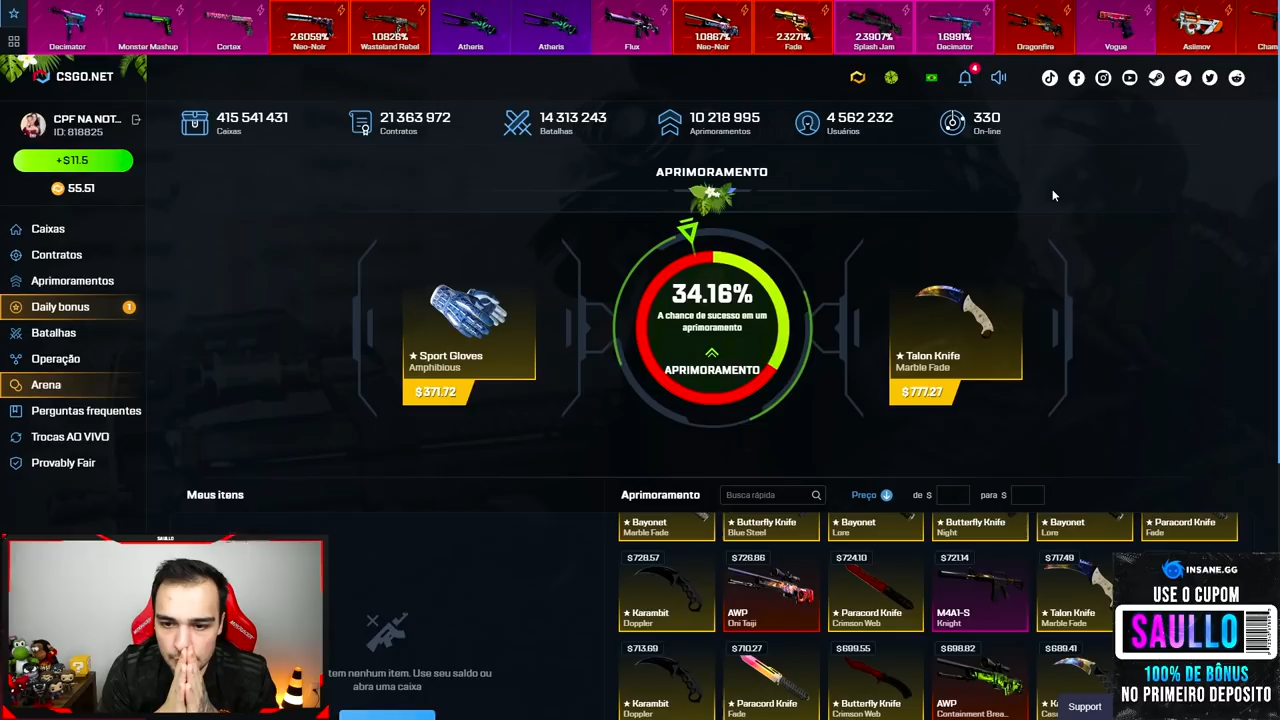 Decimator
Monster Mashup
Cortex
2.6059%
Neo-Noir
1.0826%
Wasteland Rebel
Atheris
Atheris
Flux
1.0867%
Neo-Noir
2.3271%
Fade
2.3907%
Splash Jam
1.6991%
Decimator
Dragonfire
Vogue
Asiimov
Cham
CSGO.NET
4
CPF NA NOT...
ID: 818825
+$11.5
55.51
415 541 431
Caixas
21 363 972
Contratos
14 313 243
Batalhas
10 218 995
Aprimoramentos
4 562 232
Usuários
330
On-line
Caixas
Contratos
Aprimoramentos
Daily bonus
1
Batalhas
Operação
Arena
Perguntas frequentes
Trocas AO VIVO
Provably Fair
APRIMORAMENTO
★ Sport Gloves
Amphibious
$371.72
34.16%
A chance de sucesso em um
aprimoramento
APRIMORAMENTO
★ Talon Knife
Marble Fade
$777.27
Meus itens
Aprimoramento
Busca rápida
Preço
de $
para $
★ Bayonet
Marble Fade
★ Butterfly Knife
Blue Steel
★ Bayonet
Lore
★ Butterfly Knife
Night
★ Bayonet
Lore
★ Paracord Knife
Fade
$728.57
★ Karambit
Doppler
$726.86
AWP
Oni Taiji
$724.10
★ Paracord Knife
Crimson Web
$721.14
M4A1-S
Knight
$717.49
★ Talon Knife
Marble Fade
$713.69
★ Karambit
Doppler
$710.27
★ Paracord Knife
Fade
$699.55
★ Butterfly Knife
Crimson Web
$698.82
AWP
Containment Brea...
$689.41
tem nenhum item. Use seu saldo ou
abra uma caixa
SAULLO
INSANE.GG
USE O CUPOM
SAULLO
100% DE BÔNUS
NO PRIMEIRO DEPOSITO
Support